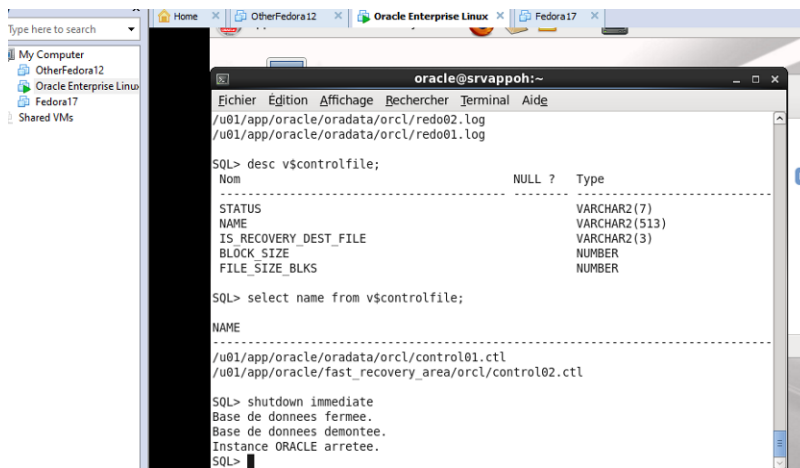 Home
OtherFedora12
Oracle Enterprise Linux
Fedora17
Type here to search
My Computer
OtherFedora12
Oracle Enterprise Linu
Fedora17
Shared VMs
oracle@srvappoh:~
Fichier Édition Affichage Rechercher Terminal Aide
/u01/app/oracle/oradata/orcl/redo02.log
/u01/app/oracle/oradata/orcl/redo01.log
SQL> desc v$controlfile;
Nom NULL ? Type
----------------------------------------- -------- ----------------------------
STATUS VARCHAR2(7)
NAME VARCHAR2(513)
IS_RECOVERY_DEST_FILE VARCHAR2(3)
BLOCK_SIZE NUMBER
FILE_SIZE_BLKS NUMBER
SQL> select name from v$controlfile;
NAME
--------------------------------------------------------------------------------
/u01/app/oracle/oradata/orcl/control01.ctl
/u01/app/oracle/fast_recovery_area/orcl/control02.ctl
SQL> shutdown immediate
Base de donnees fermee.
Base de donnees demontee.
Instance ORACLE arretee.
SQL>